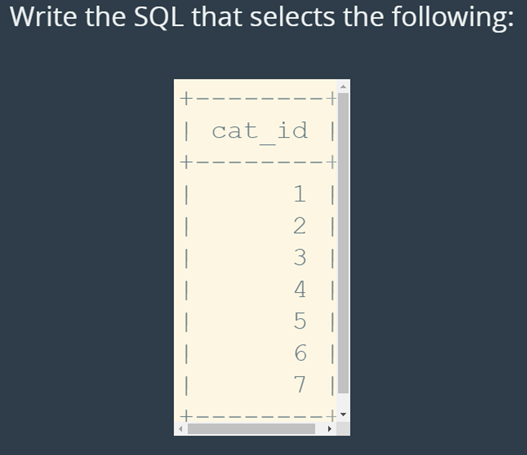 Write the SQL that selects the following:
+---------+
| cat_id |
+---------+
| 1 |
| 2 |
| 3 |
| 4 |
| 5 |
| 6 |
| 7 |
+---------+